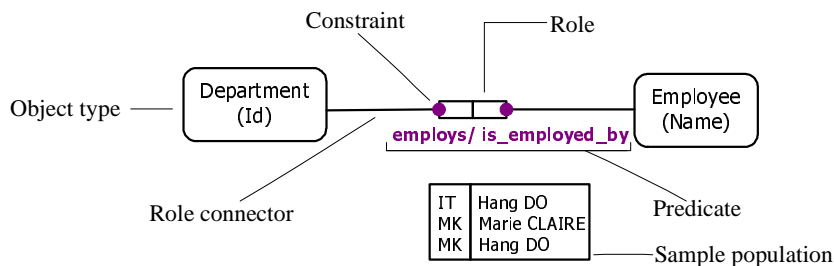 Constraint
Role
Object type
Department
(Id)
Employee
(Name)
employs/ is_employed_by
Role connector
Predicate
IT Hang DO
MK Marie CLAIRE
MK Hang DO
Sample population